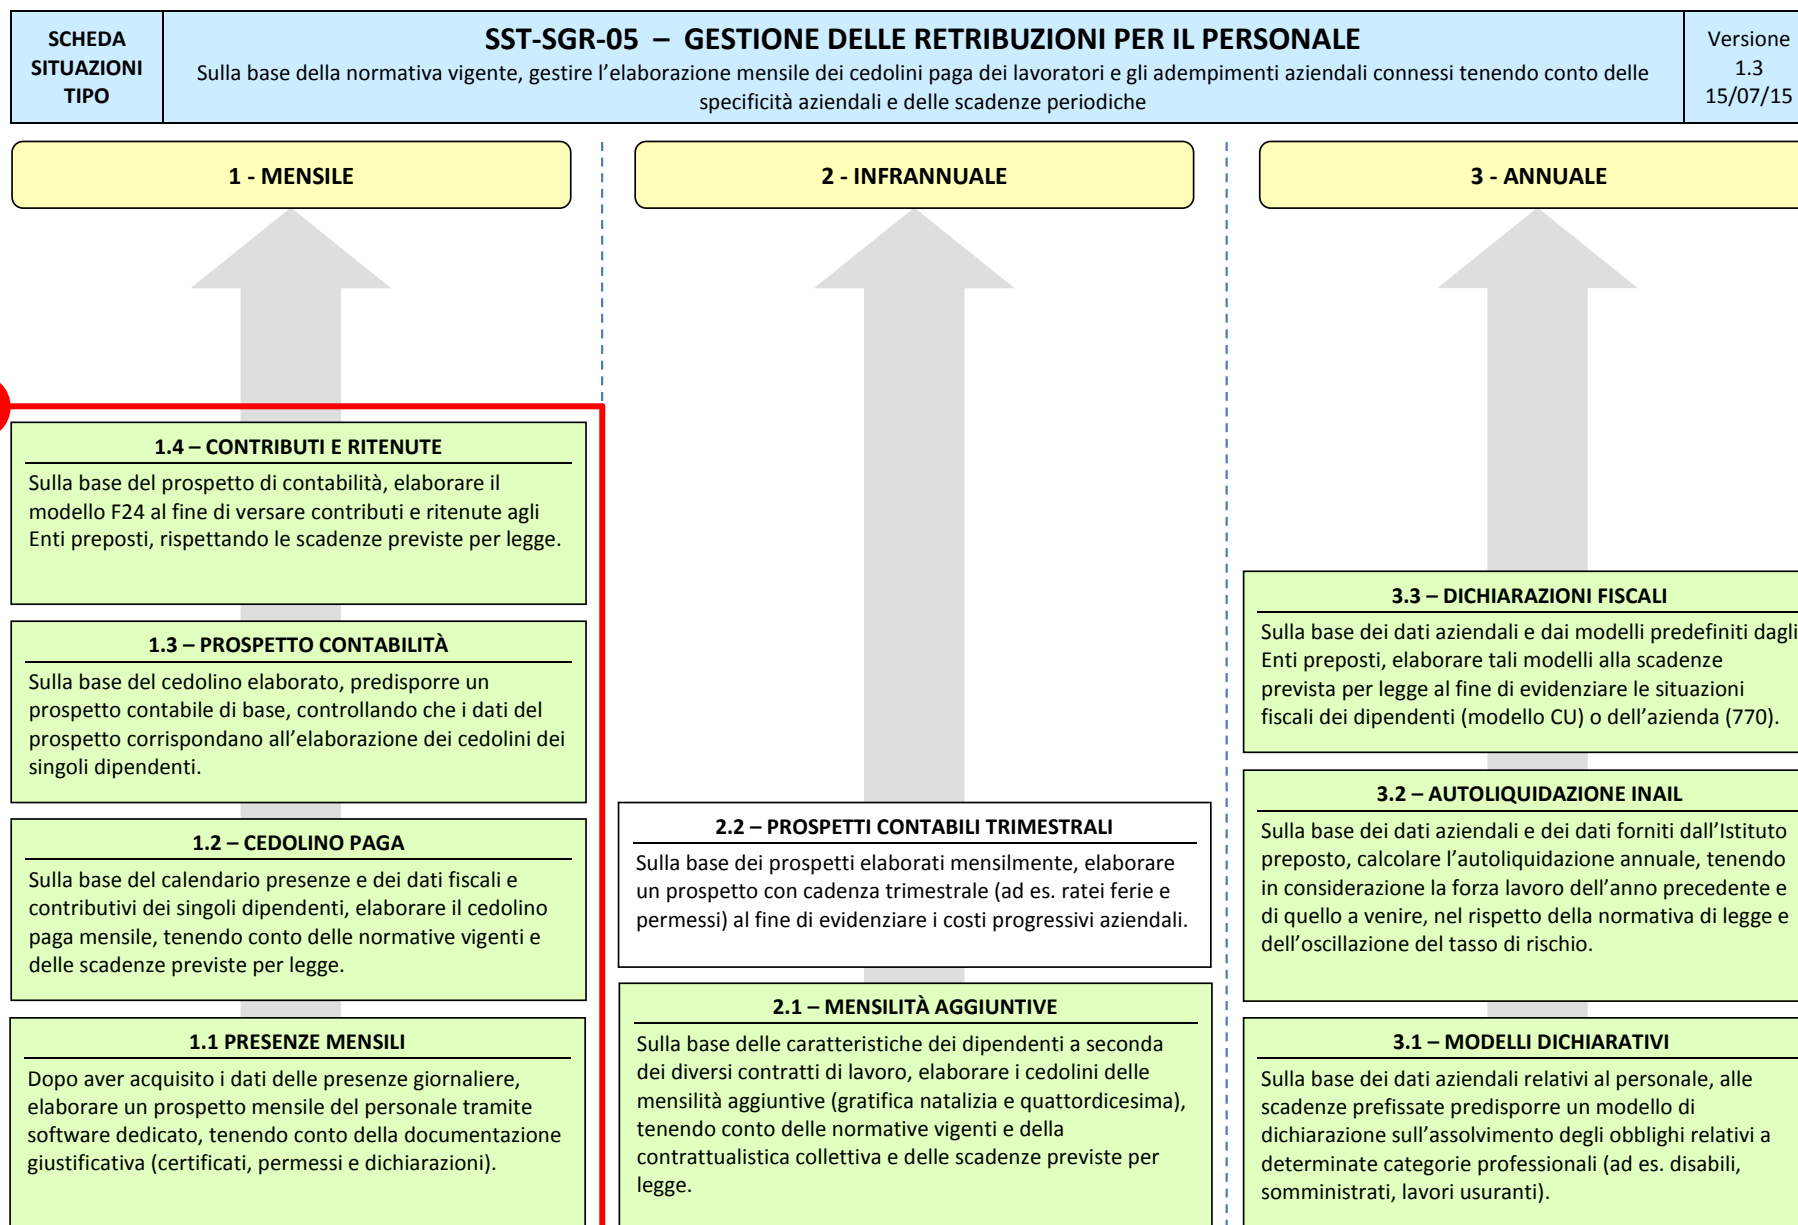 SCHEDA
SITUAZIONI
TIPO
SST-SGR-05 – GESTIONE DELLE RETRIBUZIONI PER IL PERSONALE
Sulla base della normativa vigente, gestire l'elaborazione mensile dei cedolini paga dei lavoratori e gli adempimenti aziendali connessi tenendo conto delle
specificità aziendali e delle scadenze periodiche
Versione
1.3
15/07/15
1 - MENSILE
2 - INFRANNUALE
3 - ANNUALE
1.4 – CONTRIBUTI E RITENUTE
Sulla base del prospetto di contabilità, elaborare il
modello F24 al fine di versare contributi e ritenute agli
Enti preposti, rispettando le scadenze previste per legge.
1.3 – PROSPETTO CONTABILITÀ
Sulla base del cedolino elaborato, predisporre un
prospetto contabile di base, controllando che i dati del
prospetto corrispondano all'elaborazione dei cedolini dei
singoli dipendenti.
1.2 – CEDOLINO PAGA
Sulla base del calendario presenze e dei dati fiscali e
contributivi dei singoli dipendenti, elaborare il cedolino
paga mensile, tenendo conto delle normative vigenti e
delle scadenze previste per legge.
1.1 PRESENZE MENSILI
Dopo aver acquisito i dati delle presenze giornaliere,
elaborare un prospetto mensile del personale tramite
software dedicato, tenendo conto della documentazione
giustificativa (certificati, permessi e dichiarazioni).
2.2 – PROSPETTI CONTABILI TRIMESTRALI
Sulla base dei prospetti elaborati mensilmente, elaborare
un prospetto con cadenza trimestrale (ad es. ratei ferie e
permessi) al fine di evidenziare i costi progressivi aziendali.
2.1 – MENSILITÀ AGGIUNTIVE
Sulla base delle caratteristiche dei dipendenti a seconda
dei diversi contratti di lavoro, elaborare i cedolini delle
mensilità aggiuntive (gratifica natalizia e quattordicesima),
tenendo conto delle normative vigenti e della
contrattualistica collettiva e delle scadenze previste per
legge.
3.3 – DICHIARAZIONI FISCALI
Sulla base dei dati aziendali e dai modelli predefiniti dagli
Enti preposti, elaborare tali modelli alla scadenze
prevista per legge al fine di evidenziare le situazioni
fiscali dei dipendenti (modello CU) o dell'azienda (770).
3.2 – AUTOLIQUIDAZIONE INAIL
Sulla base dei dati aziendali e dei dati forniti dall'Istituto
preposto, calcolare l'autoliquidazione annuale, tenendo
in considerazione la forza lavoro dell'anno precedente e
di quello a venire, nel rispetto della normativa di legge e
dell'oscillazione del tasso di rischio.
3.1 – MODELLI DICHIARATIVI
Sulla base dei dati aziendali relativi al personale, alle
scadenze prefissate predisporre un modello di
dichiarazione sull'assolvimento degli obblighi relativi a
determinate categorie professionali (ad es. disabili,
somministrati, lavori usuranti).